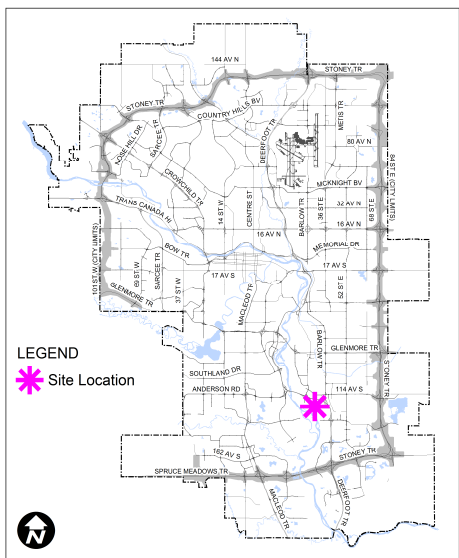 144 AV N
STONEY TR
STONEY TR
COUNTRY HILLS BV
METIS TR
DEERFOOT TR
SARCEE TR
80 AV N
CROWCHILD TR
MCKNIGHT BV
84 ST E (CITY LIMITS)
TRANS CANADA HI
14 ST W
CENTRE ST
BARLOW TR
36 ST E
32 AV N
68 ST E
16 AV N
16 AV N
101 ST W (CITY LIMITS)
BOW TR
MEMORIAL DR
69 ST W
SARCEE TR
37 ST W
17 AV S
17 AV S
52 ST E
GLENMORE TR
MACLEOD TR
BARLOW TR
GLENMORE TR
LEGEND
Site Location
SOUTHLAND DR
STONEY TR
ANDERSON RD
114 AV S
162 AV S
STONEY TR
SPRUCE MEADOWS TR
MACLEOD TR
DEERFOOT TR
N